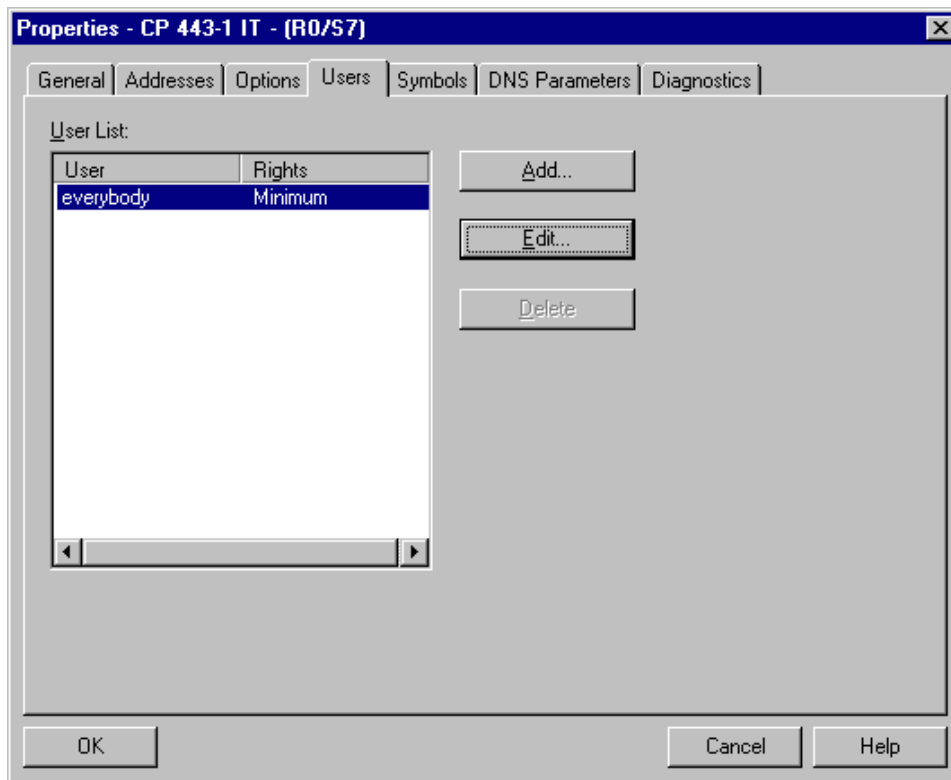 Properties - CP 443-1 IT - (R0/S7)
General Addresses Options Users Symbols DNS Parameters Diagnostics
User List:
User Rights
everybody Minimum
Add...
Edit...
Delete
OK Cancel Help